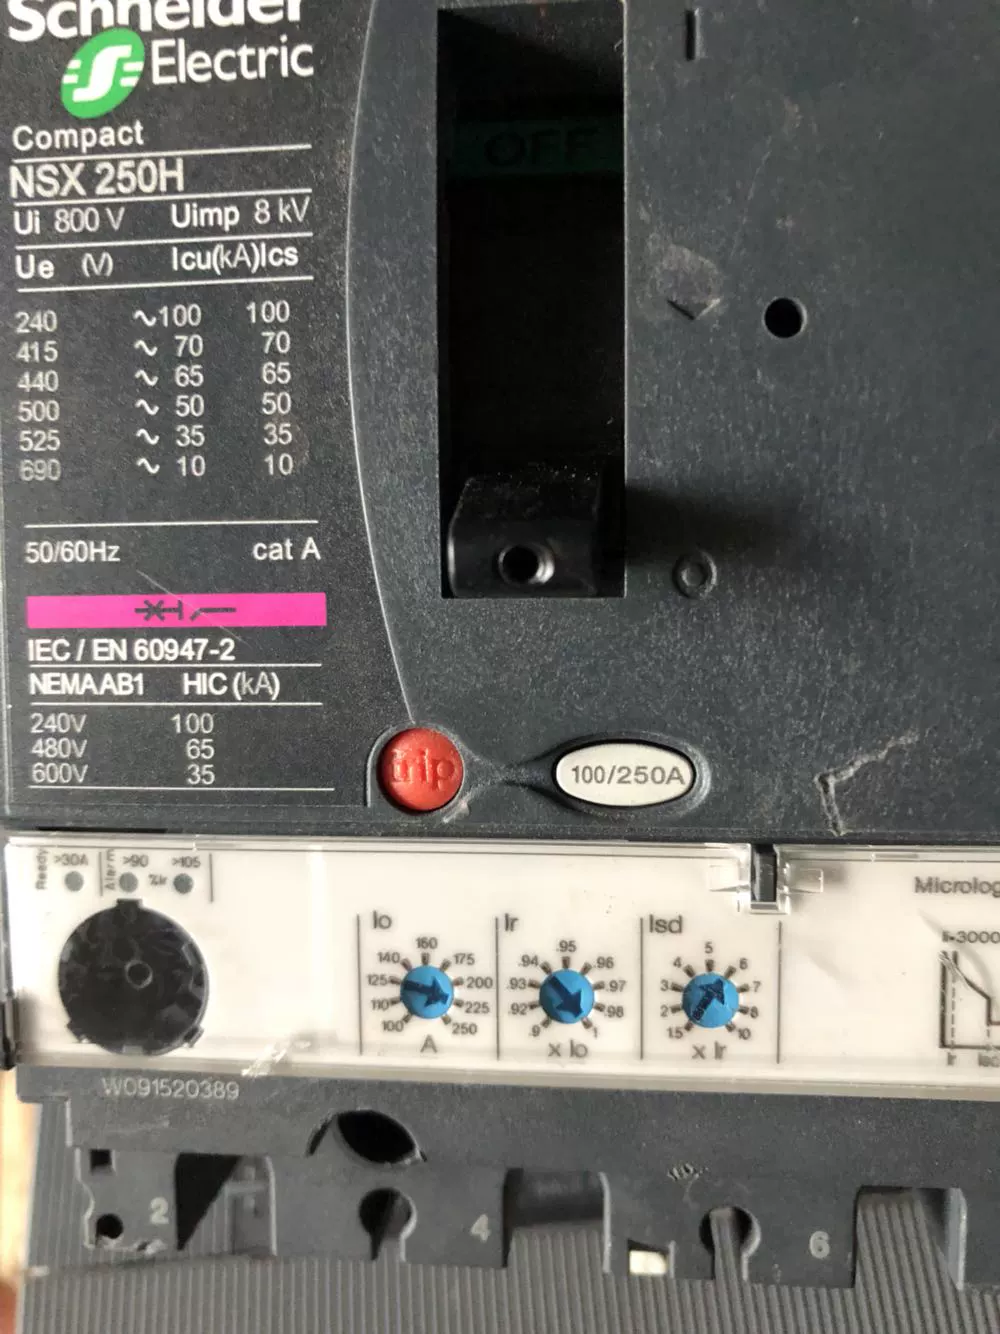 Schneider
Electric
OFF
Compact
NSX 250H
Ui 800 V Uimp 8 kV
Ue (V) Icu(kA)Ics
240 ~100 100
415 ~ 70 70
440 ~ 65 65
500 ~ 50 50
525 ~ 35 35
690 ~ 10 10
50/60Hz cat A
IEC / EN 60947-2
NEMA AB1 HIC (kA)
240V 100
480V 65
600V 35
trip
100/250A
Ready >30A Alarm >90 %Ir >105
Microlog
3000
Io
100 110 125 140 160 175 200 225 250
A
Ir
.9 .92 .93 .94 .95 .96 .97 .98 1
x Io
Isd
1.5 2 3 4 5 6 7 8 10
x Ir
Ir Isd
W091520389
2 4 6